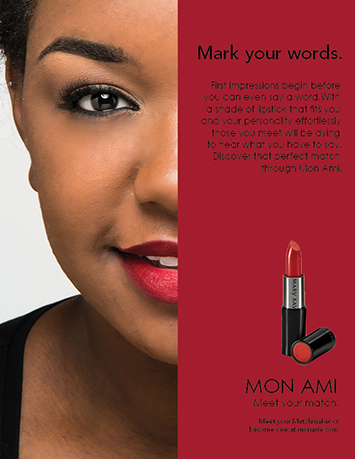 Mark your words.
First impressions begin before
you can even say a word.With
a shade of lipstick that fits you
and your personality effortlessly
those you meet will be dying
to hear what you have to say.
Discover that perfect match
through Mon Ami.
MARY KAY
MON AMI
Meet your match.
Meet your Matchmaker or
become one at monami.com.